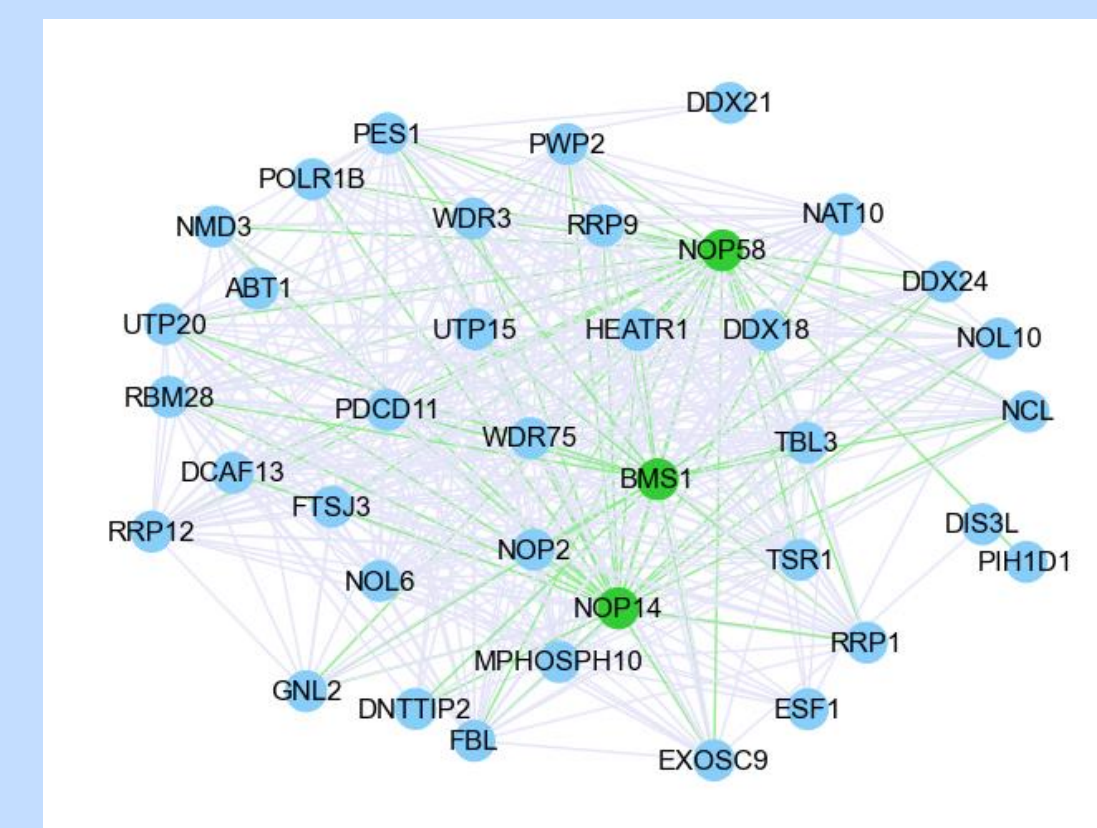 DDX21
PES1
PWP2
POLR1B
NMD3
WDR3
RRP9
NAT10
NOP58
ABT1
DDX24
UTP20
UTP15
HEATR1
DDX18
NOL10
RBM28
PDCD11
NCL
WDR75
TBL3
DCAF13
BMS1
FTSJ3
RRP12
DIS3L
NOP2
TSR1
PIH1D1
NOL6
NOP14
RRP1
MPHOSPH10
GNL2
DNTTIP2
ESF1
FBL
EXOSC9